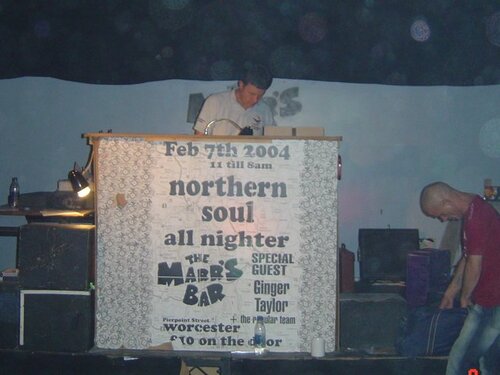 Feb 7th 2004
11 till 8am
northern
soul
all nighter
THE
MARR'S
BAR
SPECIAL
GUEST
Ginger
Taylor
+ the regular team
Pierpoint Street
worcester
£10 on the door